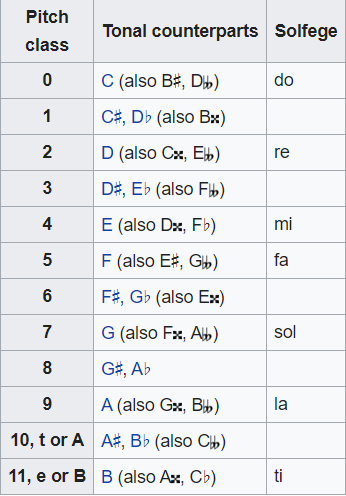 Pitch class Tonal counterparts Solfege
0 C (also B♯, D𝄫) do
1 C♯, D♭ (also B𝄪)
2 D (also C𝄪, E𝄫) re
3 D♯, E♭ (also F𝄫)
4 E (also D𝄪, F♭) mi
5 F (also E♯, G𝄫) fa
6 F♯, G♭ (also E𝄪)
7 G (also F𝄪, A𝄫) sol
8 G♯, A♭
9 A (also G𝄪, B𝄫) la
10, t or A A♯, B♭ (also C𝄫)
11, e or B B (also A𝄪, C♭) ti